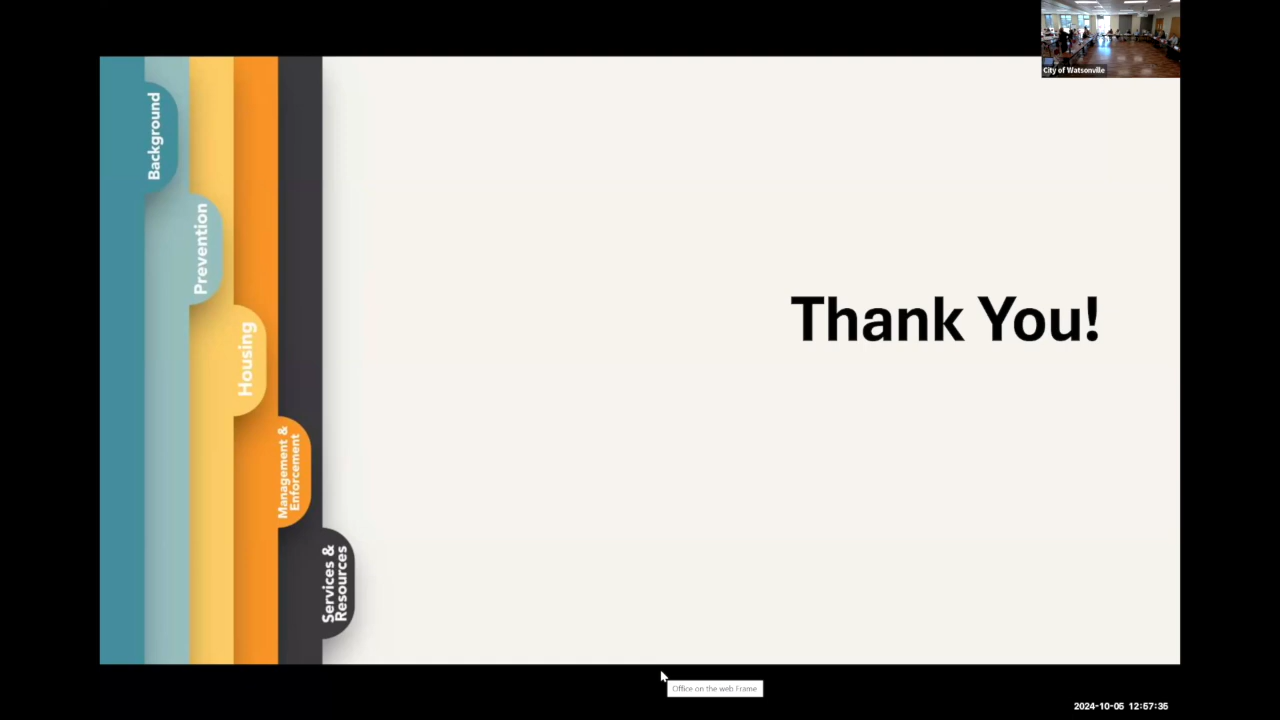 City of Watsonville
Background
Prevention
Housing
Management &
Enforcement
Services &
Resources
Thank You!
Office on the web Frame
2024-10-05 12:57:35